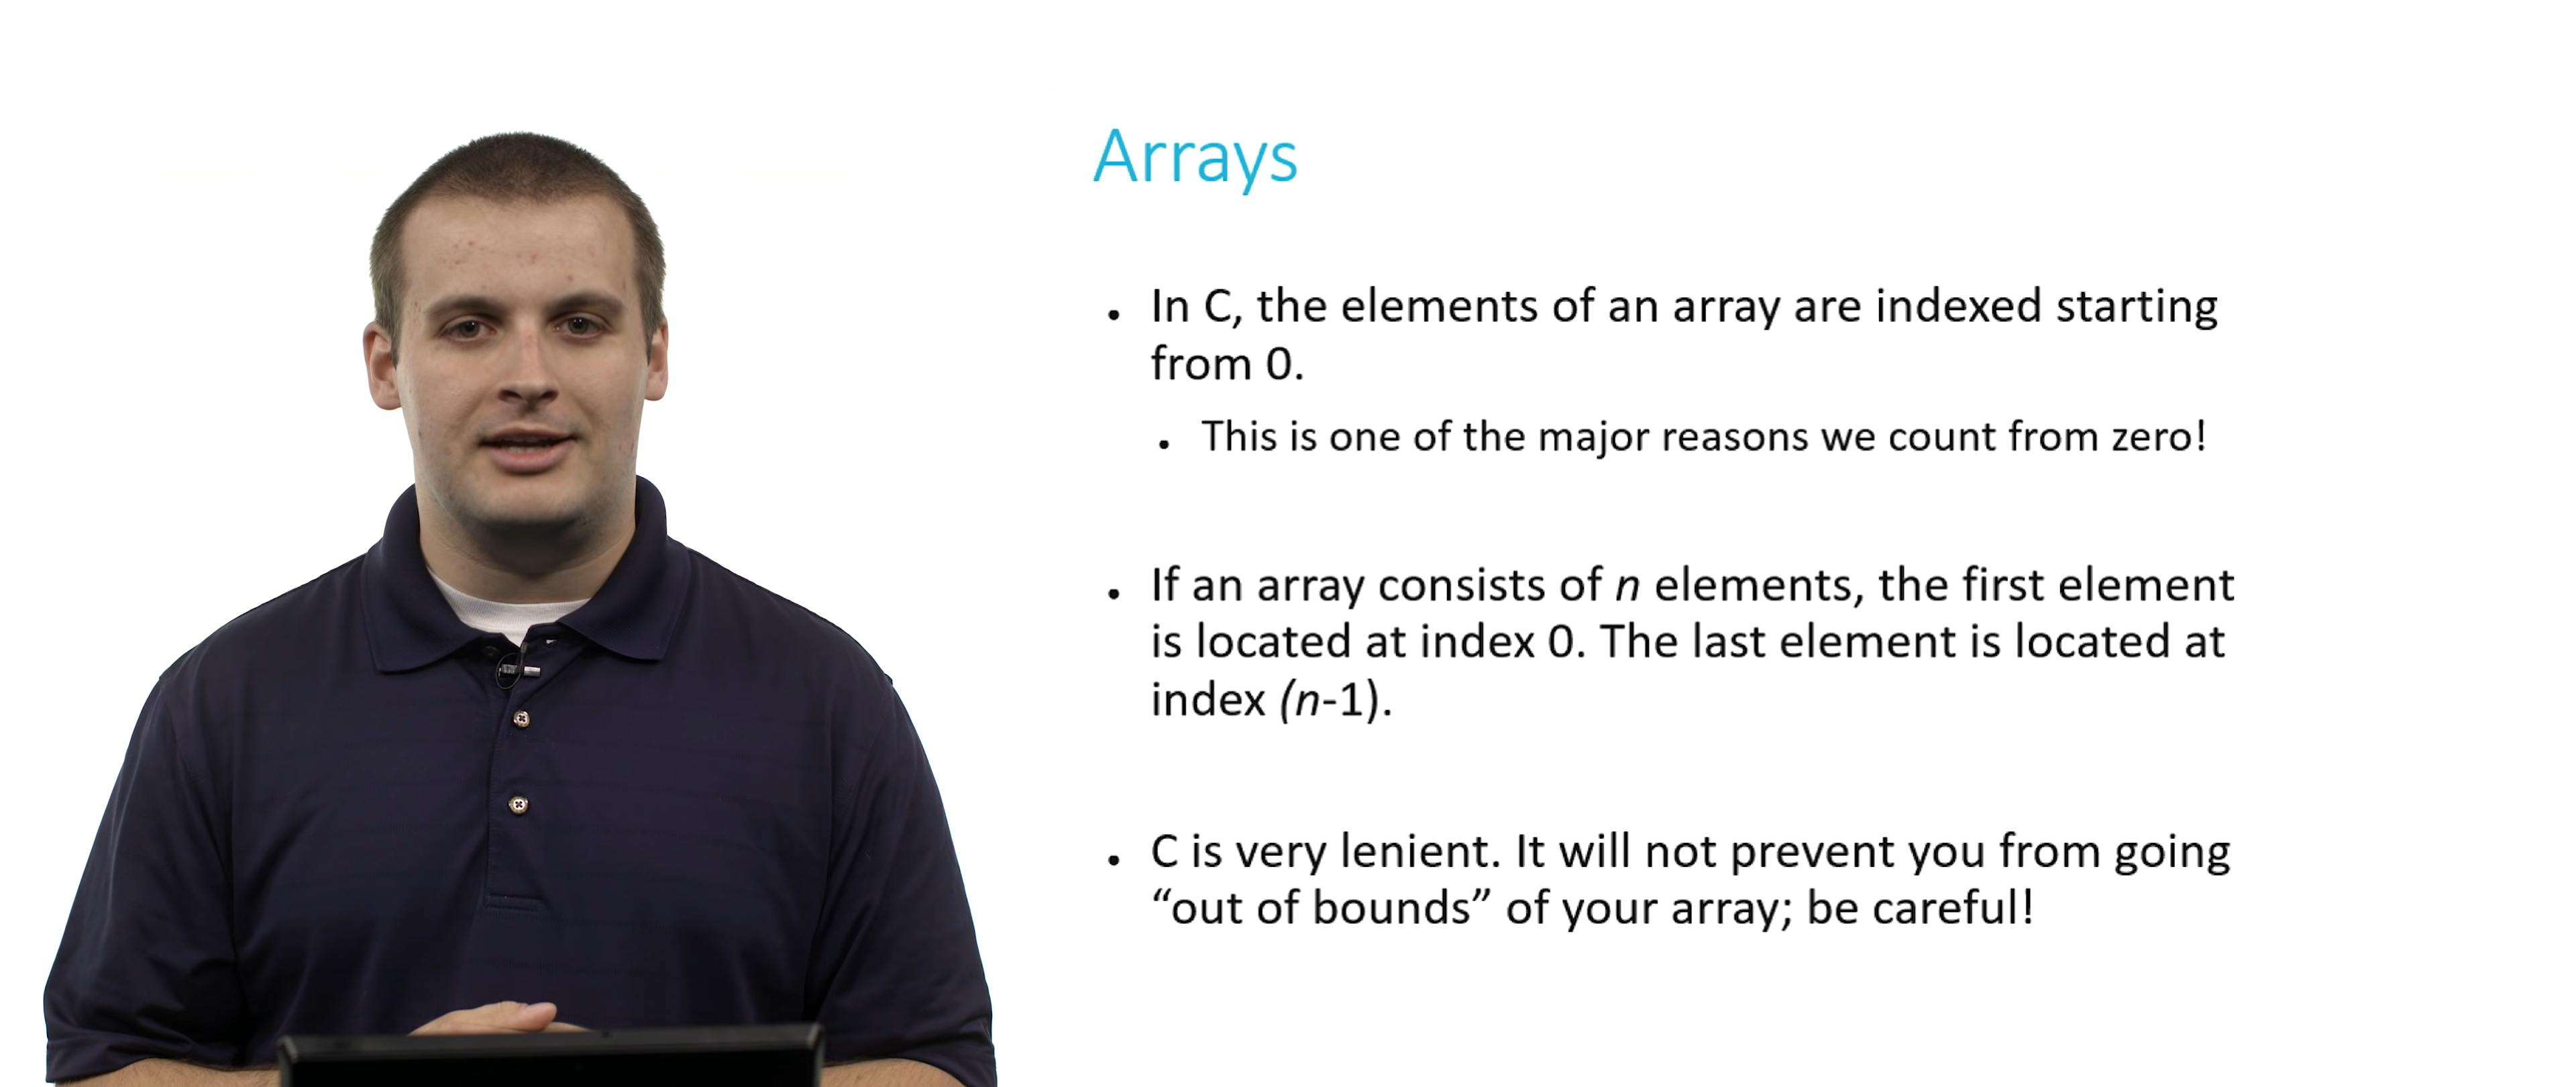 Arrays
• In C, the elements of an array are indexed starting
from 0.
• This is one of the major reasons we count from zero!
• If an array consists of n elements, the first element
is located at index 0. The last element is located at
index (n-1).
• C is very lenient. It will not prevent you from going
“out of bounds” of your array; be careful!